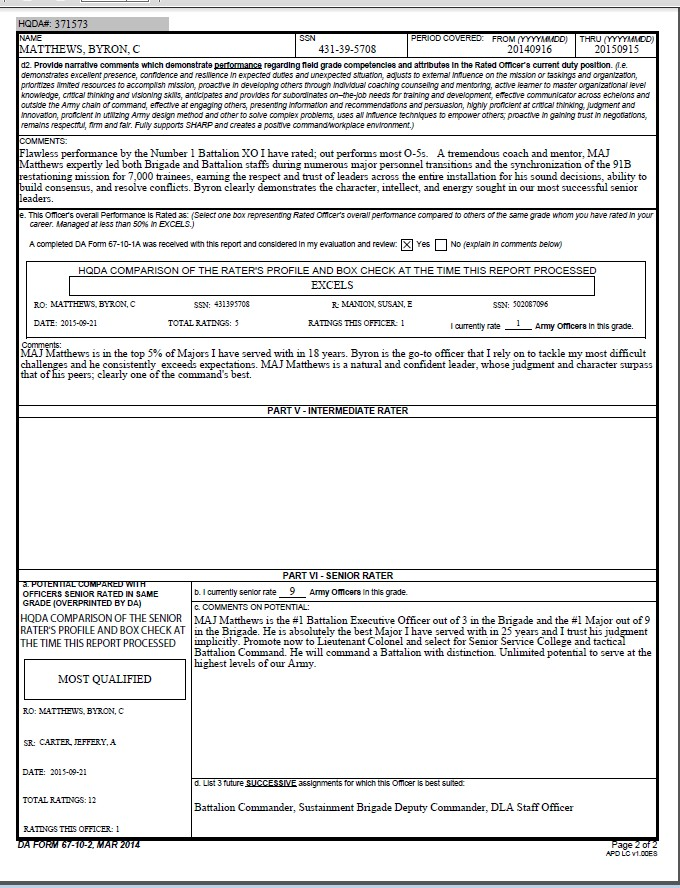 HQDA#: 371573
NAME
MATTHEWS, BYRON, C
SSN
431-39-5708
PERIOD COVERED: FROM (YYYYMMDD) THRU (YYYYMMDD)
20140916 20150915
d2. Provide narrative comments which demonstrate performance regarding field grade competencies and attributes in the Rated Officer's current duty position. (i.e.
demonstrates excellent presence, confidence and resilience in expected duties and unexpected situation, adjusts to external influence on the mission or taskings and organization,
prioritizes limited resources to accomplish mission, proactive in developing others through individual coaching counseling and mentoring, active learner to master organizational level
knowledge, critical thinking and visioning skills, anticipates and provides for subordinates on-the-job needs for training and development, effective communicator across echelons and
outside the Army chain of command, effective at engaging others, presenting information and recommendations and persuasion, highly proficient at critical thinking, judgment and
innovation, proficient in utilizing Army design method and other to solve complex problems, uses all influence techniques to empower others; proactive in gaining trust in negotiations,
remains respectful, firm and fair. Fully supports SHARP and creates a positive command/workplace environment.)
COMMENTS:
Flawless performance by the Number 1 Battalion XO I have rated; out performs most O-5s. A tremendous coach and mentor, MAJ
Matthews expertly led both Brigade and Battalion staffs during numerous major personnel transitions and the synchronization of the 91B
restationing mission for 7,000 trainees, earning the respect and trust of leaders across the entire installation for his sound decisions, ability to
build consensus, and resolve conflicts. Byron clearly demonstrates the character, intellect, and energy sought in our most successful senior
leaders.
e. This Officer's overall Performance is Rated as: (Select one box representing Rated Officer's overall performance compared to others of the same grade whom you have rated in your
career. Managed at less than 50% in EXCELS.)
A completed DA Form 67-10-1A was received with this report and considered in my evaluation and review: X Yes No (explain in comments below)
HQDA COMPARISON OF THE RATER'S PROFILE AND BOX CHECK AT THE TIME THIS REPORT PROCESSED
EXCELS
RO: MATTHEWS, BYRON, C SSN: 431395708 R: MANION, SUSAN, E SSN: 502087096
DATE: 2015-09-21 TOTAL RATINGS: 5 RATINGS THIS OFFICER: 1 I currently rate 1 Army Officers in this grade.
Comments:
MAJ Matthews is in the top 5% of Majors I have served with in 18 years. Byron is the go-to officer that I rely on to tackle my most difficult
challenges and he consistently exceeds expectations. MAJ Matthews is a natural and confident leader, whose judgment and character surpass
that of his peers; clearly one of the command's best.
PART V - INTERMEDIATE RATER
PART VI - SENIOR RATER
a. POTENTIAL COMPARED WITH
OFFICERS SENIOR RATED IN SAME
GRADE (OVERPRINTED BY DA)
HQDA COMPARISON OF THE SENIOR
RATER'S PROFILE AND BOX CHECK AT
THE TIME THIS REPORT PROCESSED
MOST QUALIFIED
RO: MATTHEWS, BYRON, C
SR: CARTER, JEFFERY, A
DATE: 2015-09-21
TOTAL RATINGS: 12
RATINGS THIS OFFICER: 1
b. I currently senior rate 9 Army Officers in this grade.
c. COMMENTS ON POTENTIAL:
MAJ Matthews is the #1 Battalion Executive Officer out of 3 in the Brigade and the #1 Major out of 9
in the Brigade. He is absolutely the best Major I have served with in 25 years and I trust his judgment
implicitly. Promote now to Lieutenant Colonel and select for Senior Service College and tactical
Battalion Command. He will command a Battalion with distinction. Unlimited potential to serve at the
highest levels of our Army.
d. List 3 future SUCCESSIVE assignments for which this Officer is best suited:
Battalion Commander, Sustainment Brigade Deputy Commander, DLA Staff Officer
DA FORM 67-10-2, MAR 2014
Page 2 of 2
APD LC v1.00ES